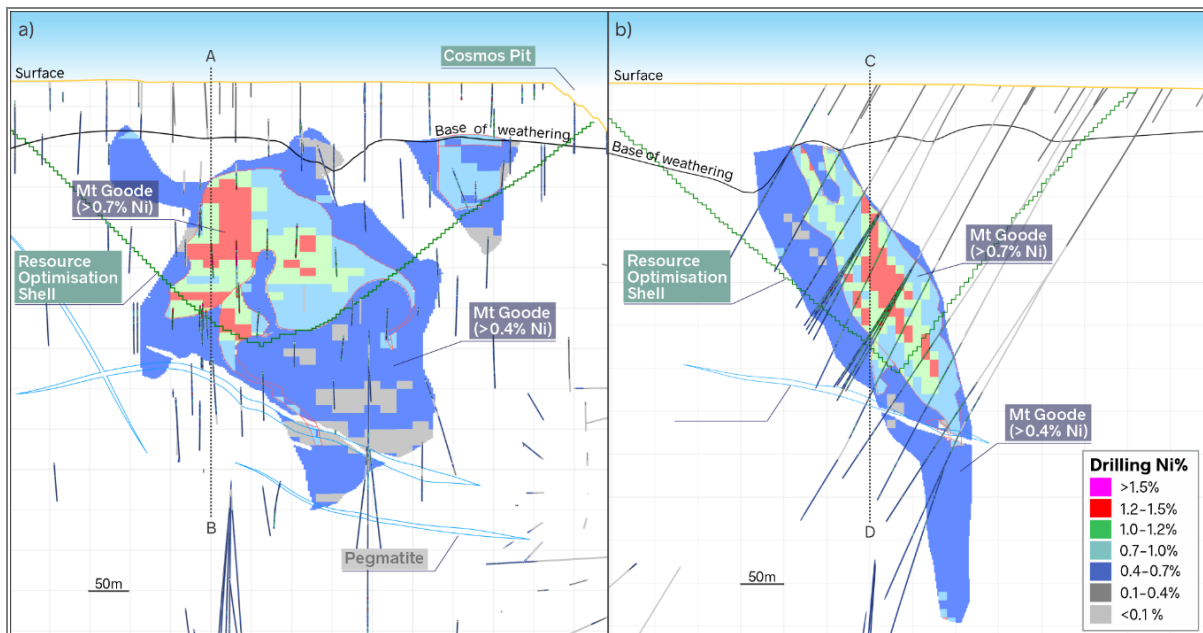 a)
A
Cosmos Pit
Surface
Base of weathering
Mt Goode
(>0.7% Ni)
Resource
Optimisation
Shell
Mt Goode
(>0.4% Ni)
B
Pegmatite
50m
b)
C
Surface
Base of weathering
Mt Goode
(>0.7% Ni)
Resource
Optimisation
Shell
Mt Goode
(>0.4% Ni)
D
50m
Drilling Ni%
>1.5%
1.2-1.5%
1.0-1.2%
0.7-1.0%
0.4-0.7%
0.1-0.4%
<0.1 %